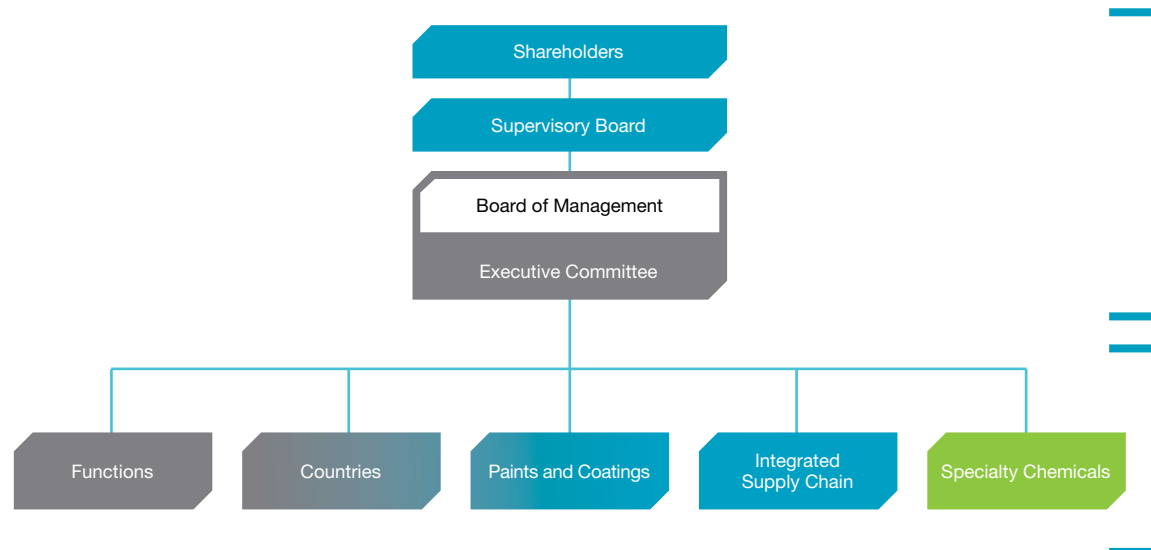 Shareholders
Supervisory Board
Board of Management
Executive Committee
Functions
Countries
Paints and Coatings
Integrated
Supply Chain
Specialty Chemicals